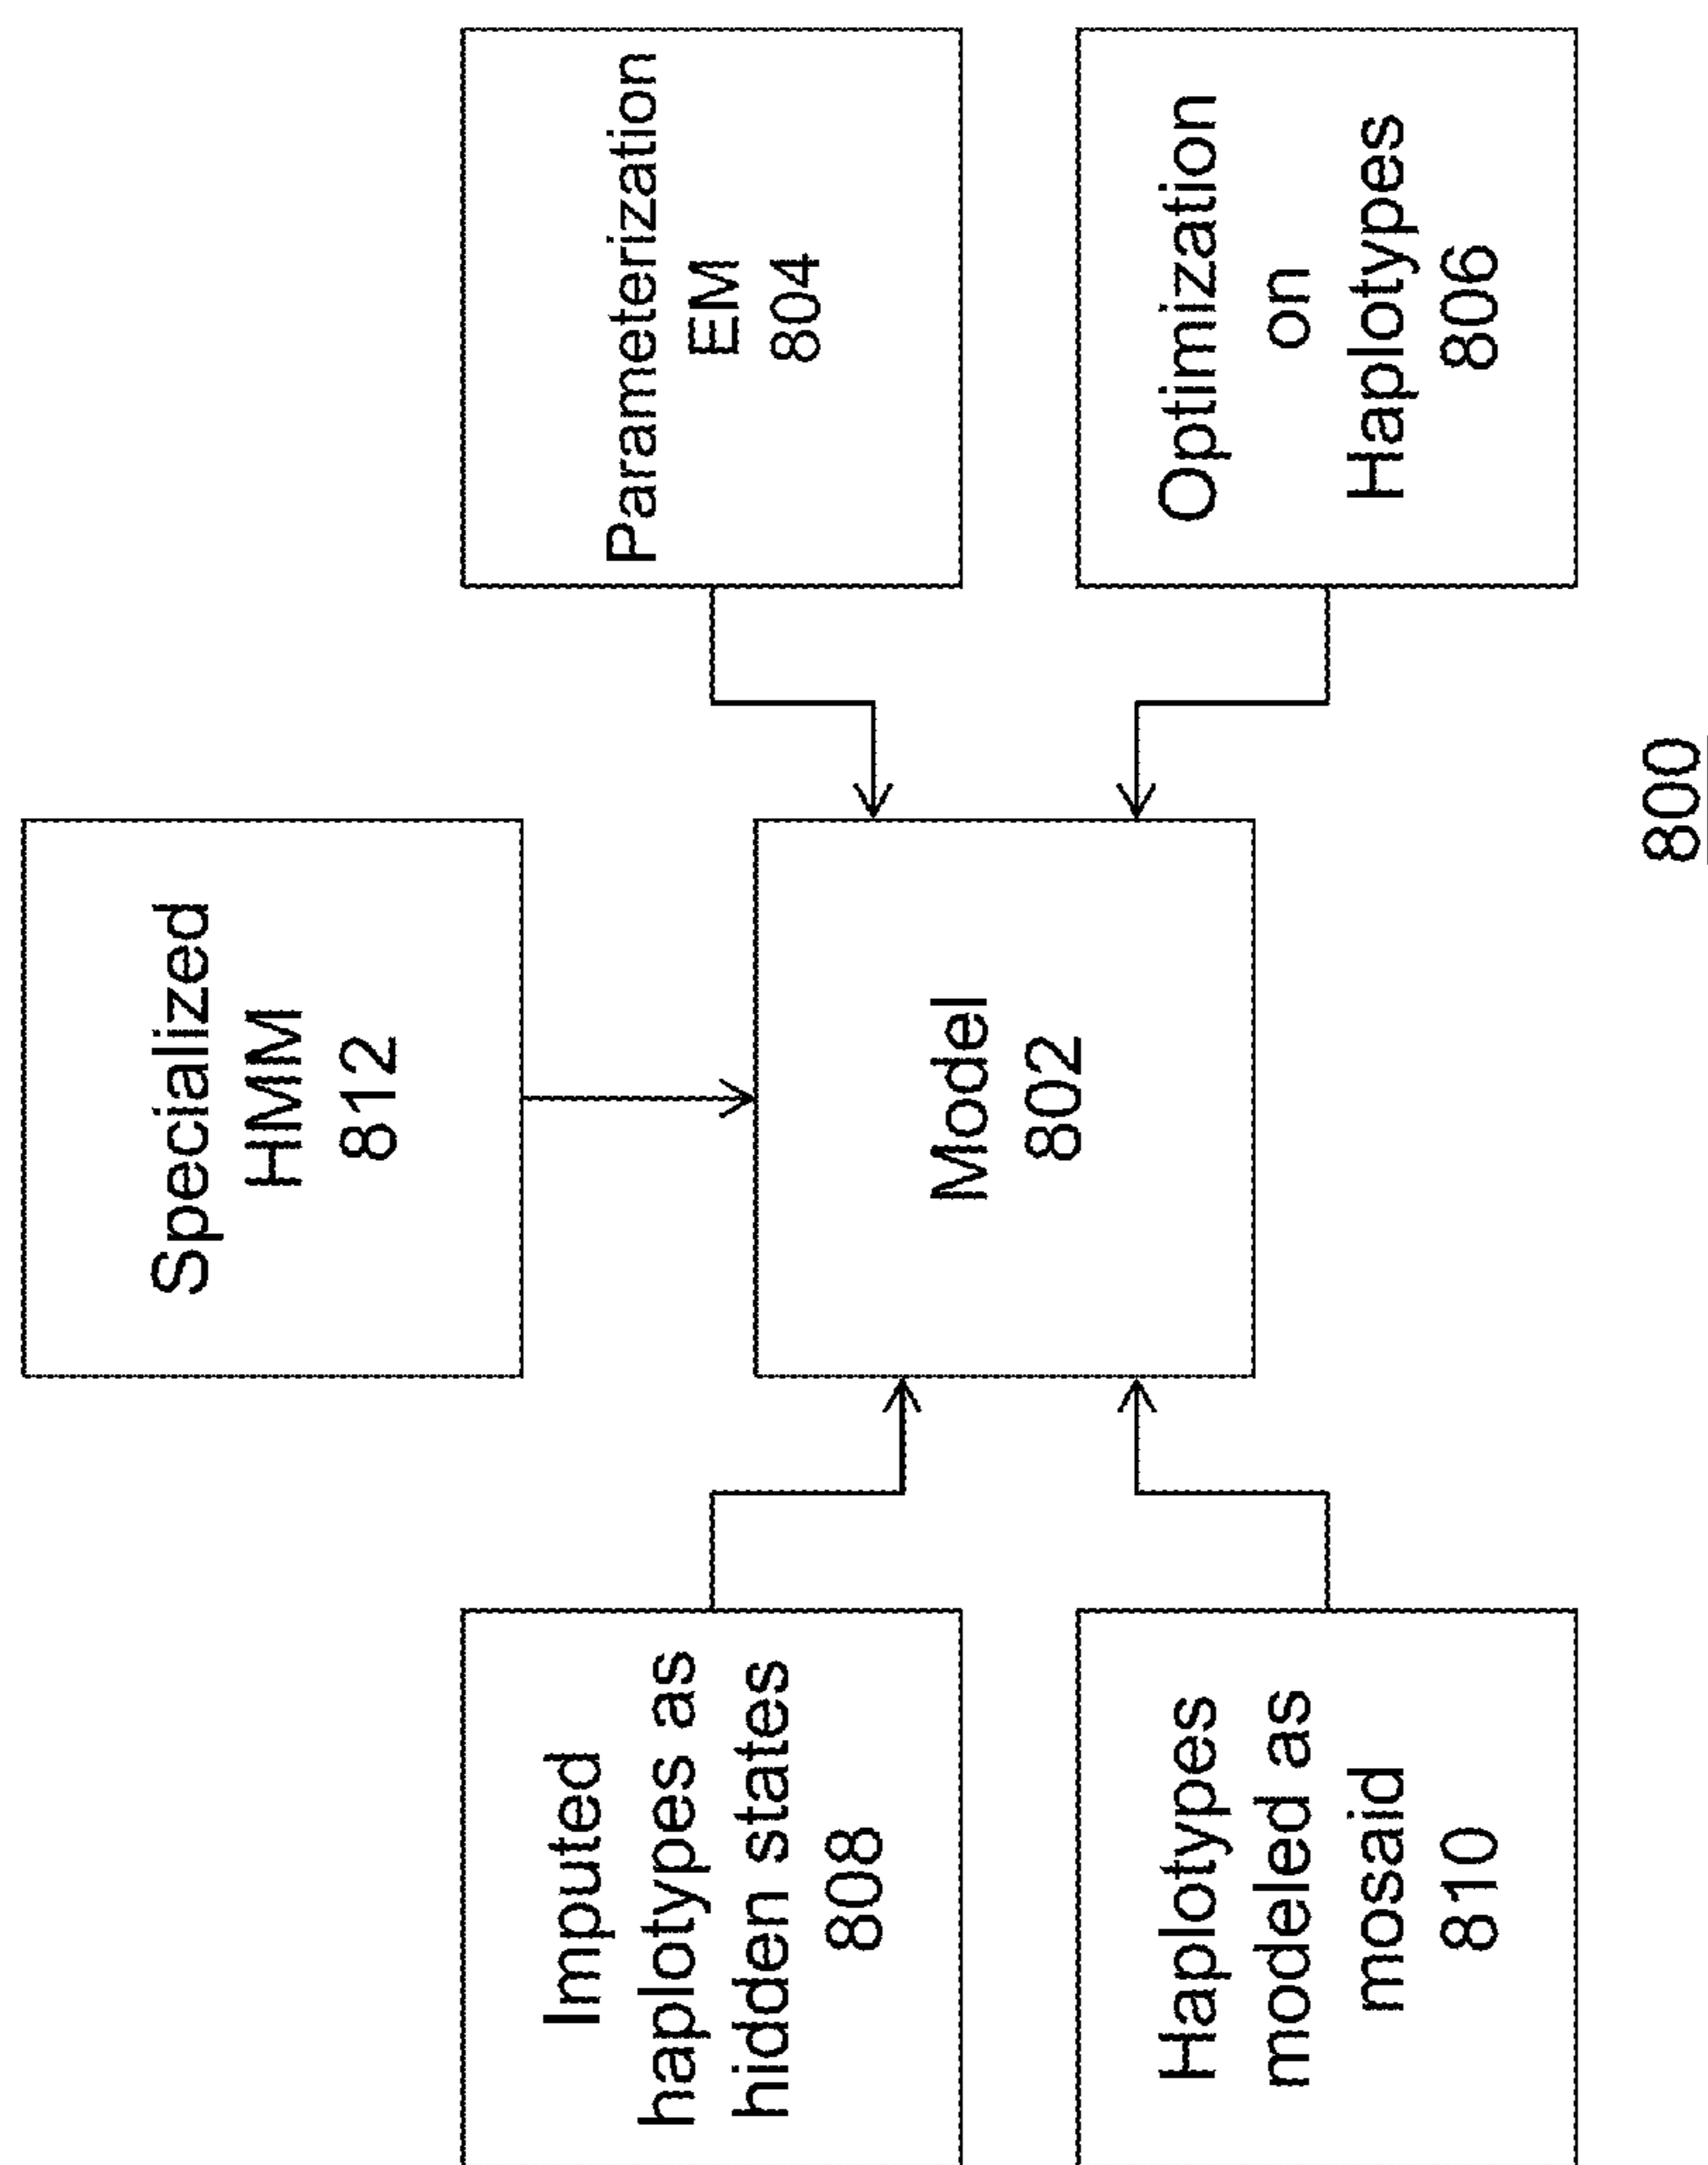 Specialized
HMM
812
Imputed
haplotypes as
hidden states
808
Model
802
Parameterization
EM
804
Haplotypes
modeled as
mosaid
810
Optimization
on
Haplotypes
806
800